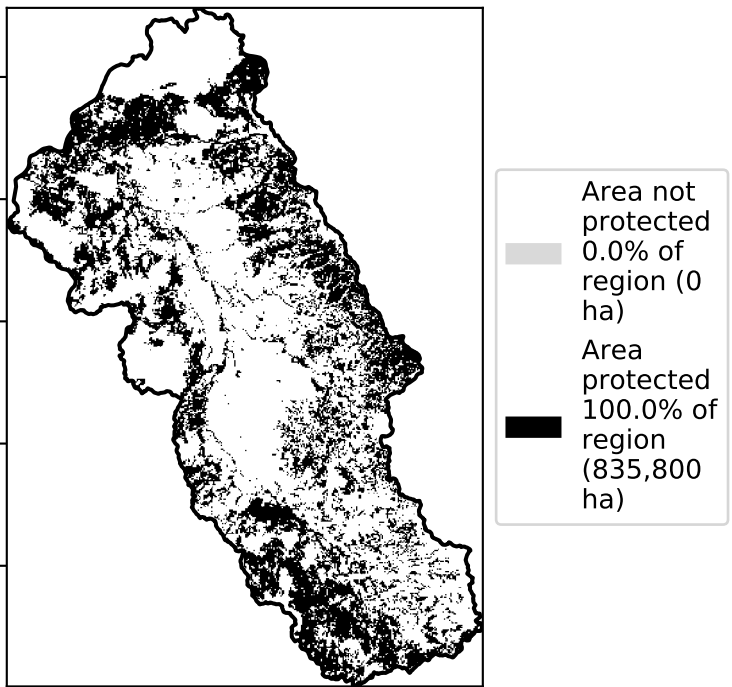 Area not
protected
0.0% of
region (0
ha)
Area
protected
100.0% of
region
(835,800
ha)